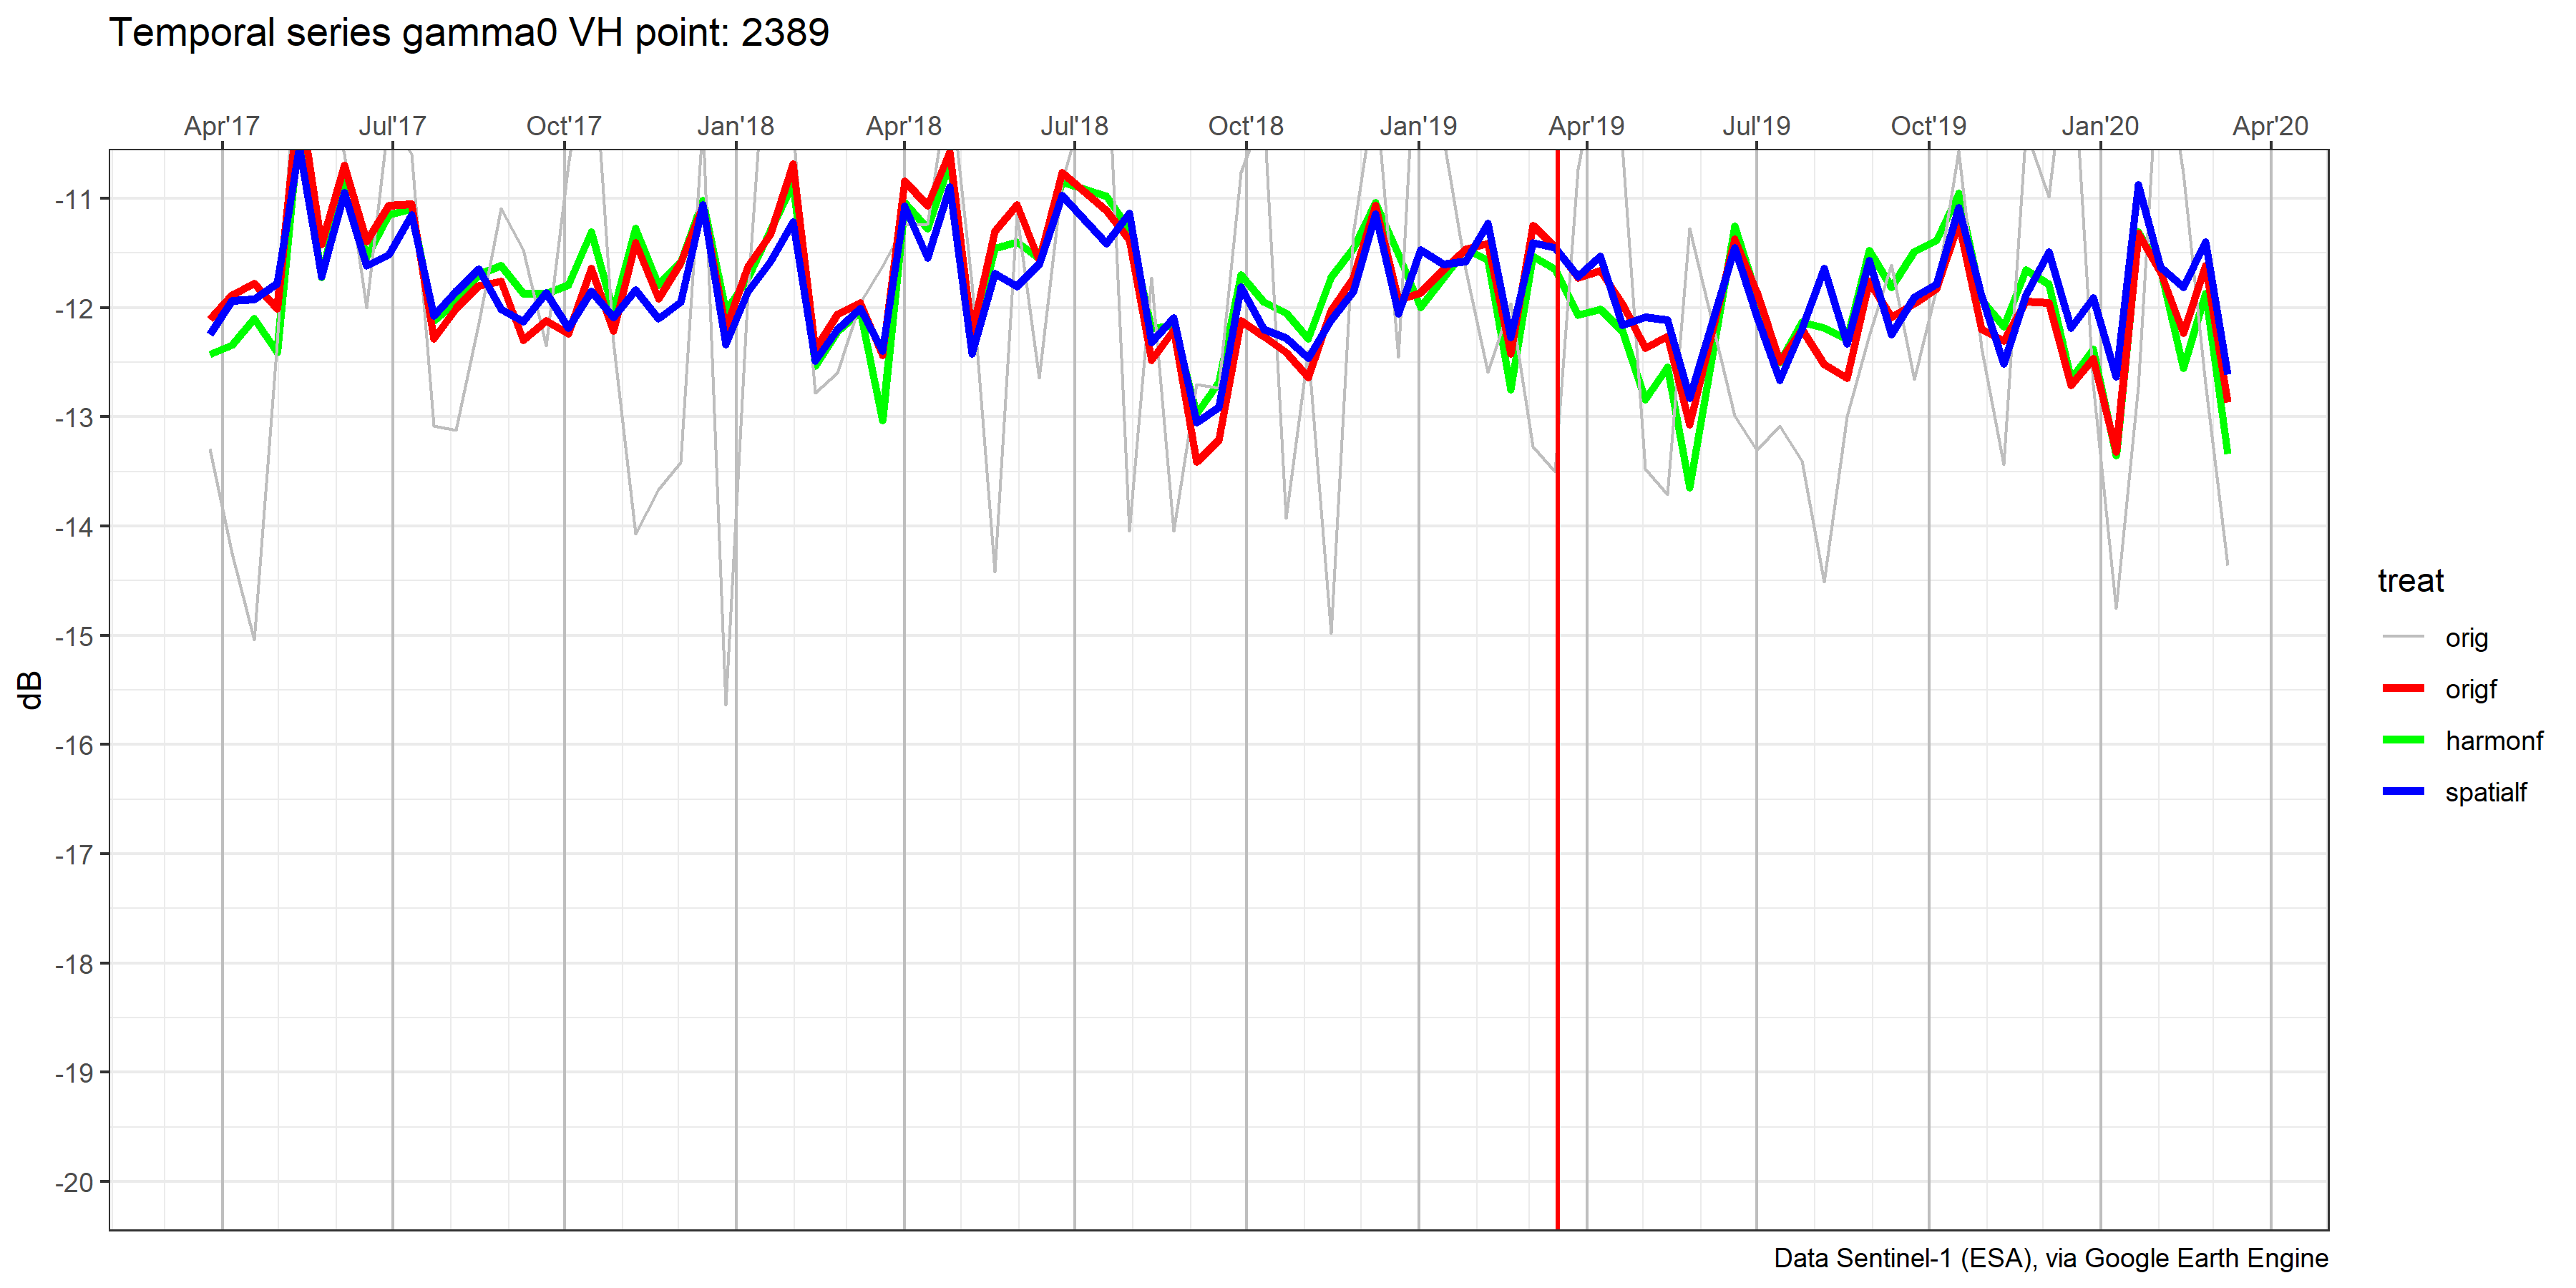 Temporal series gamma0 VH point: 2389
Apr'17 Jul'17 Oct'17 Jan'18 Apr'18 Jul'18 Oct'18 Jan'19 Apr'19 Jul'19 Oct'19 Jan'20 Apr'20
-11
-12
-13
-14
-15
-16
-17
-18
-19
-20
dB
treat
orig
origf
harmonf
spatialf
Data Sentinel-1 (ESA), via Google Earth Engine